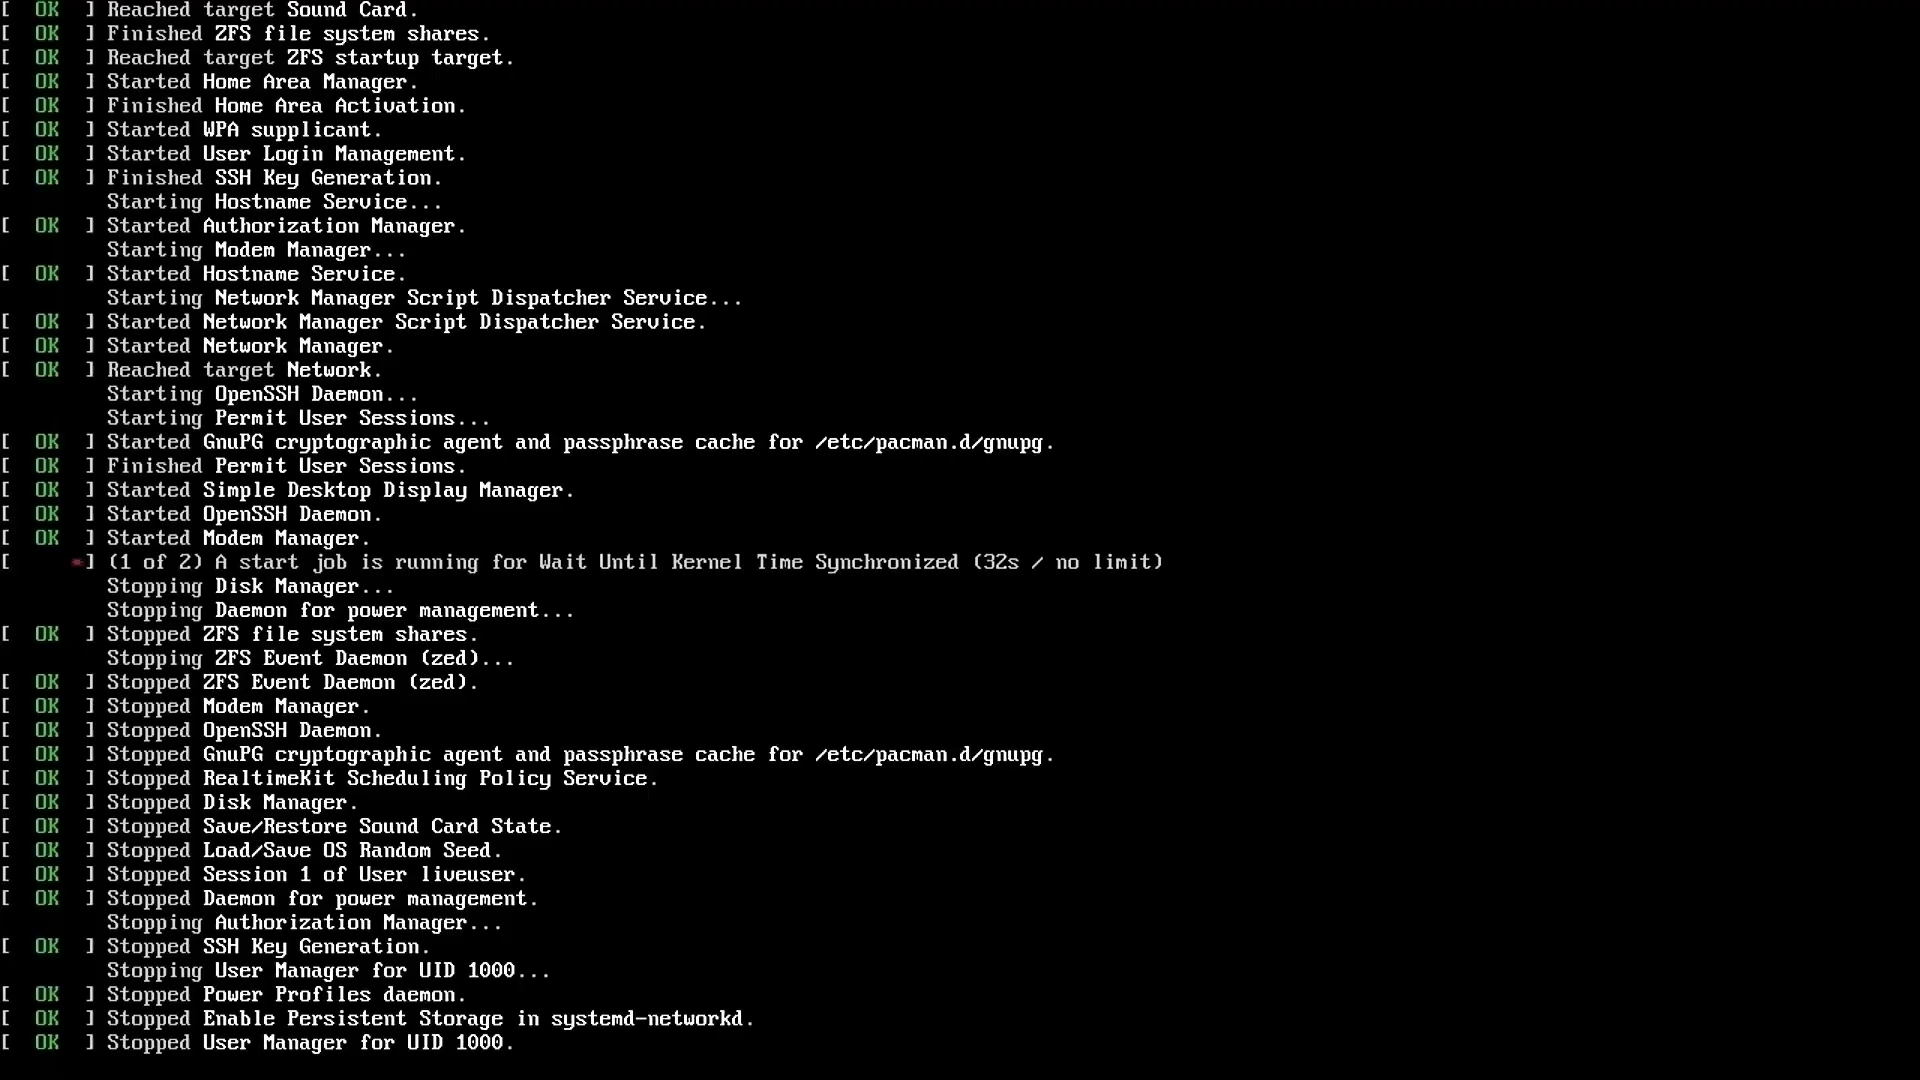 [  OK  ] Reached target Sound Card.
[  OK  ] Finished ZFS file system shares.
[  OK  ] Reached target ZFS startup target.
[  OK  ] Started Home Area Manager.
[  OK  ] Finished Home Area Activation.
[  OK  ] Started WPA supplicant.
[  OK  ] Started User Login Management.
[  OK  ] Finished SSH Key Generation.
Starting Hostname Service...
[  OK  ] Started Authorization Manager.
Starting Modem Manager...
[  OK  ] Started Hostname Service.
Starting Network Manager Script Dispatcher Service...
[  OK  ] Started Network Manager Script Dispatcher Service.
[  OK  ] Started Network Manager.
[  OK  ] Reached target Network.
Starting OpenSSH Daemon...
Starting Permit User Sessions...
[  OK  ] Started GnuPG cryptographic agent and passphrase cache for /etc/pacman.d/gnupg.
[  OK  ] Finished Permit User Sessions.
[  OK  ] Started Simple Desktop Display Manager.
[  OK  ] Started OpenSSH Daemon.
[  OK  ] Started Modem Manager.
[     *] (1 of 2) A start job is running for Wait Until Kernel Time Synchronized (32s / no limit)
Stopping Disk Manager...
Stopping Daemon for power management...
[  OK  ] Stopped ZFS file system shares.
Stopping ZFS Event Daemon (zed)...
[  OK  ] Stopped ZFS Event Daemon (zed).
[  OK  ] Stopped Modem Manager.
[  OK  ] Stopped OpenSSH Daemon.
[  OK  ] Stopped GnuPG cryptographic agent and passphrase cache for /etc/pacman.d/gnupg.
[  OK  ] Stopped RealtimeKit Scheduling Policy Service.
[  OK  ] Stopped Disk Manager.
[  OK  ] Stopped Save/Restore Sound Card State.
[  OK  ] Stopped Load/Save OS Random Seed.
[  OK  ] Stopped Session 1 of User liveuser.
[  OK  ] Stopped Daemon for power management.
Stopping Authorization Manager...
[  OK  ] Stopped SSH Key Generation.
Stopping User Manager for UID 1000...
[  OK  ] Stopped Power Profiles daemon.
[  OK  ] Stopped Enable Persistent Storage in systemd-networkd.
[  OK  ] Stopped User Manager for UID 1000.